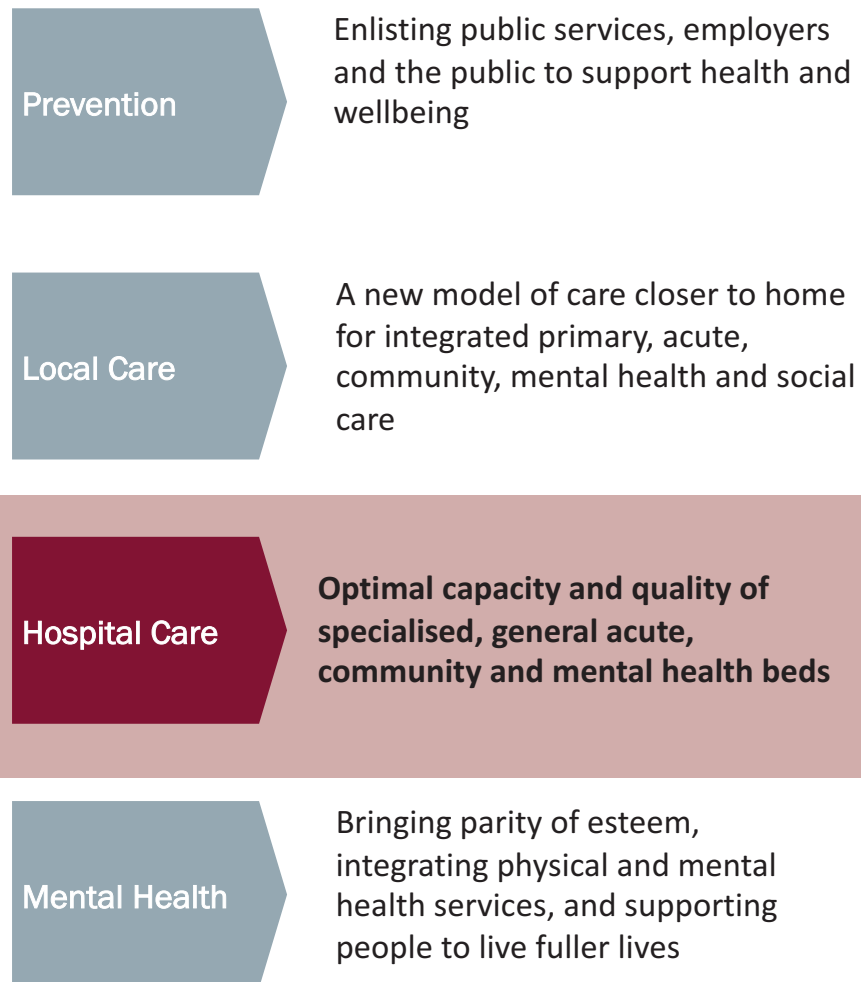 Prevention
Enlisting public services, employers
and the public to support health and
wellbeing
Local Care
A new model of care closer to home
for integrated primary, acute,
community, mental health and social
care
Hospital Care
Optimal capacity and quality of
specialised, general acute,
community and mental health beds
Mental Health
Bringing parity of esteem,
integrating physical and mental
health services, and supporting
people to live fuller lives